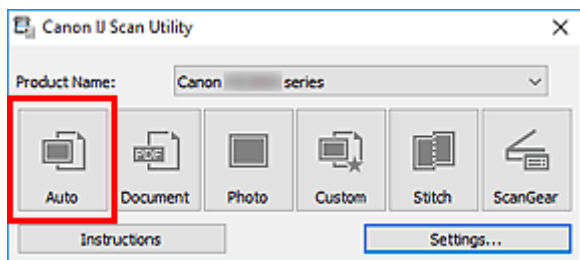 Canon IJ Scan Utility
Product Name: Canon series
PDF
Auto Document Photo Custom Stitch ScanGear
Instructions Settings...